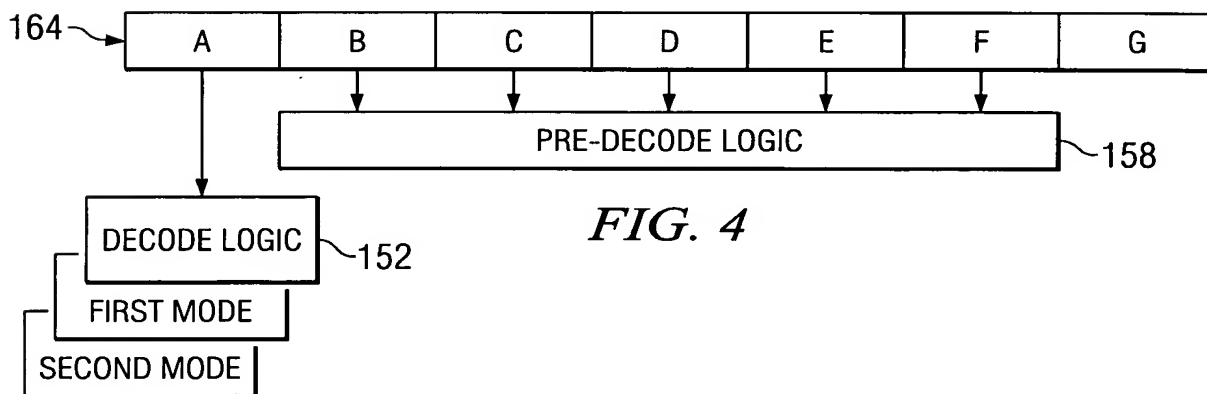 164 A B C D E F G
PRE-DECODE LOGIC 158
DECODE LOGIC 152
FIG. 4
FIRST MODE
SECOND MODE